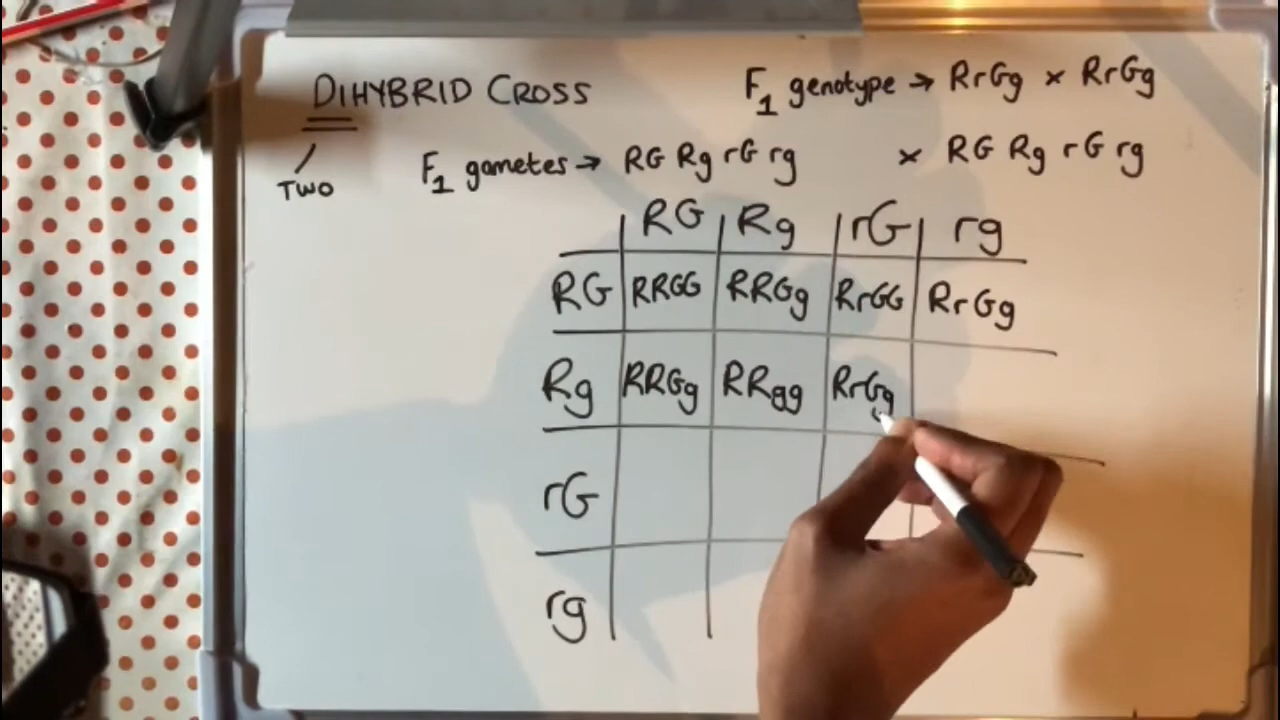 DIHYBRID CROSS
TWO
F1 genotype → RrGg × RrGg
F1 gametes → RG Rg rG rg × RG Rg rG rg
RG Rg rG rg
RG RRGG RRGg RrGG RrGg
Rg RRGg RRgg RrGg
rG
rg